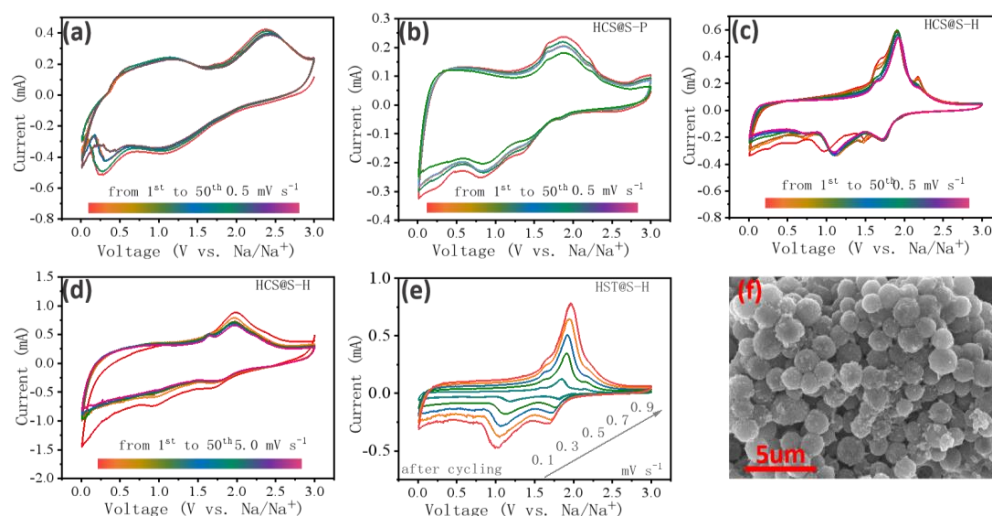 (a)
0.4
0.2
0.0
-0.2
-0.4
-0.6
-0.8
Current (mA)
from 1st to 50th 0.5 mV s−1
0.0 0.5 1.0 1.5 2.0 2.5 3.0
Voltage (V vs. Na/Na+)
(b)
HCS@S-P
0.3
0.2
0.1
0.0
-0.1
-0.2
-0.3
-0.4
Current (mA)
from 1st to 50th 0.5 mV s−1
0.0 0.5 1.0 1.5 2.0 2.5 3.0
Voltage (V vs. Na/Na+)
(c)
HCS@S-H
0.6
0.4
0.2
0.0
-0.2
-0.4
-0.6
-0.8
Current (mA)
from 1st to 50th 0.5 mV s−1
0.0 0.5 1.0 1.5 2.0 2.5 3.0
Voltage (V vs. Na/Na+)
(d)
HCS@S-H
1.5
1.0
0.5
0.0
-0.5
-1.0
-1.5
-2.0
Current (mA)
from 1st to 50th 5.0 mV s−1
0.0 0.5 1.0 1.5 2.0 2.5 3.0
Voltage (V vs. Na/Na+)
(e)
HST@S-H
1.0
0.5
0.0
-0.5
Current (mA)
0.1 0.3 0.5 0.7 0.9
after cycling
mV s−1
0.0 0.5 1.0 1.5 2.0 2.5 3.0
Voltage (V vs. Na/Na+)
(f)
5um